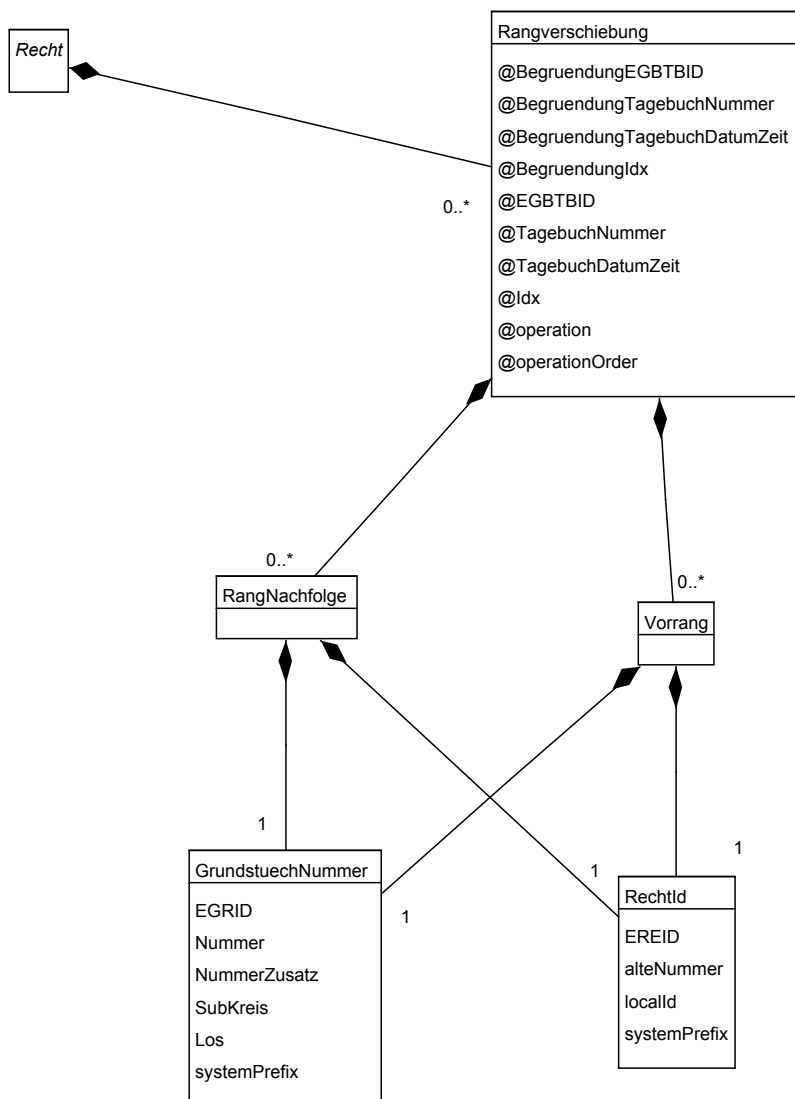 Rangverschiebung
Recht
@BegruendungEGBTBID
@BegruendungTagebuchNummer
@BegruendungTagebuchDatumZeit
@BegruendungIdx
@EGBTBID
@TagebuchNummer
@TagebuchDatumZeit
@Idx
@operation
@operationOrder
0..*
0..*
0..*
RangNachfolge
Vorrang
1
1
1
1
GrundstuechNummer
EGRID
Nummer
NummerZusatz
SubKreis
Los
systemPrefix
RechtId
EREID
alteNummer
localId
systemPrefix